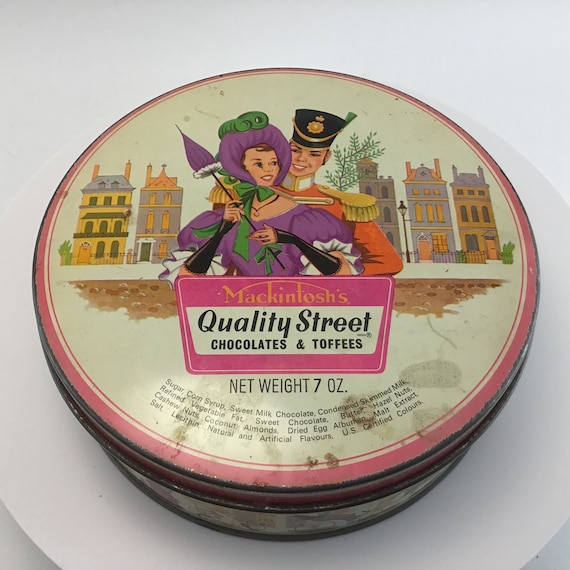 Mackintosh's
Quality Street
CHOCOLATES & TOFFEES
NET WEIGHT 7 OZ.
Sugar, Corn Syrup, Sweet Milk Chocolate, Condensed Skimmed Milk,
Refined Vegetable Fat, Sweet Chocolate, Butter, Hazel Nuts,
Cashew Nuts, Coconut, Almonds, Dried Egg Albumen, Malt Extract,
Salt, Lecithin, Natural and Artificial Flavours, U.S. Certified Colours.